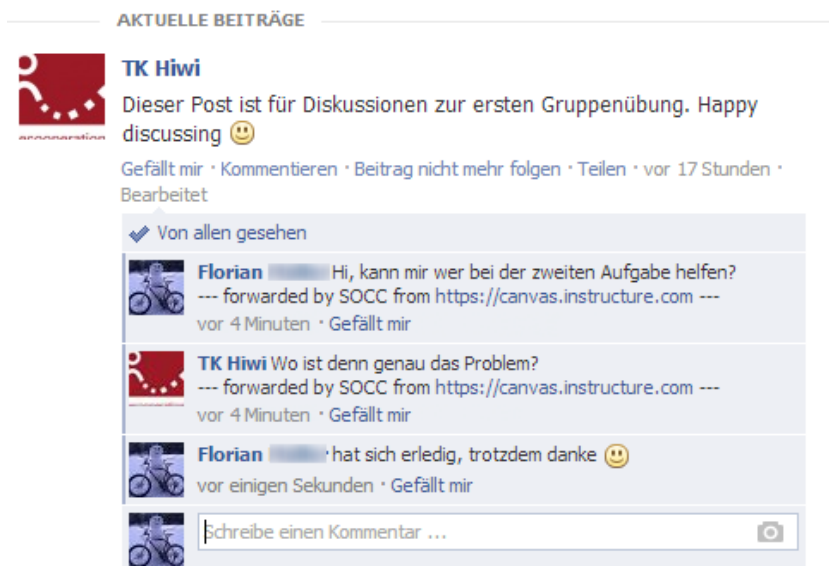 AKTUELLE BEITRÄGE
TK Hiwi
Dieser Post ist für Diskussionen zur ersten Gruppenübung. Happy
discussing
Gefällt mir · Kommentieren · Beitrag nicht mehr folgen · Teilen · vor 17 Stunden ·
Bearbeitet
Von allen gesehen
Florian Hi, kann mir wer bei der zweiten Aufgabe helfen?
--- forwarded by SOCC from https://canvas.instructure.com ---
vor 4 Minuten · Gefällt mir
TK Hiwi Wo ist denn genau das Problem?
--- forwarded by SOCC from https://canvas.instructure.com ---
vor 4 Minuten · Gefällt mir
Florian hat sich erledig, trotzdem danke
vor einigen Sekunden · Gefällt mir
Schreibe einen Kommentar ...